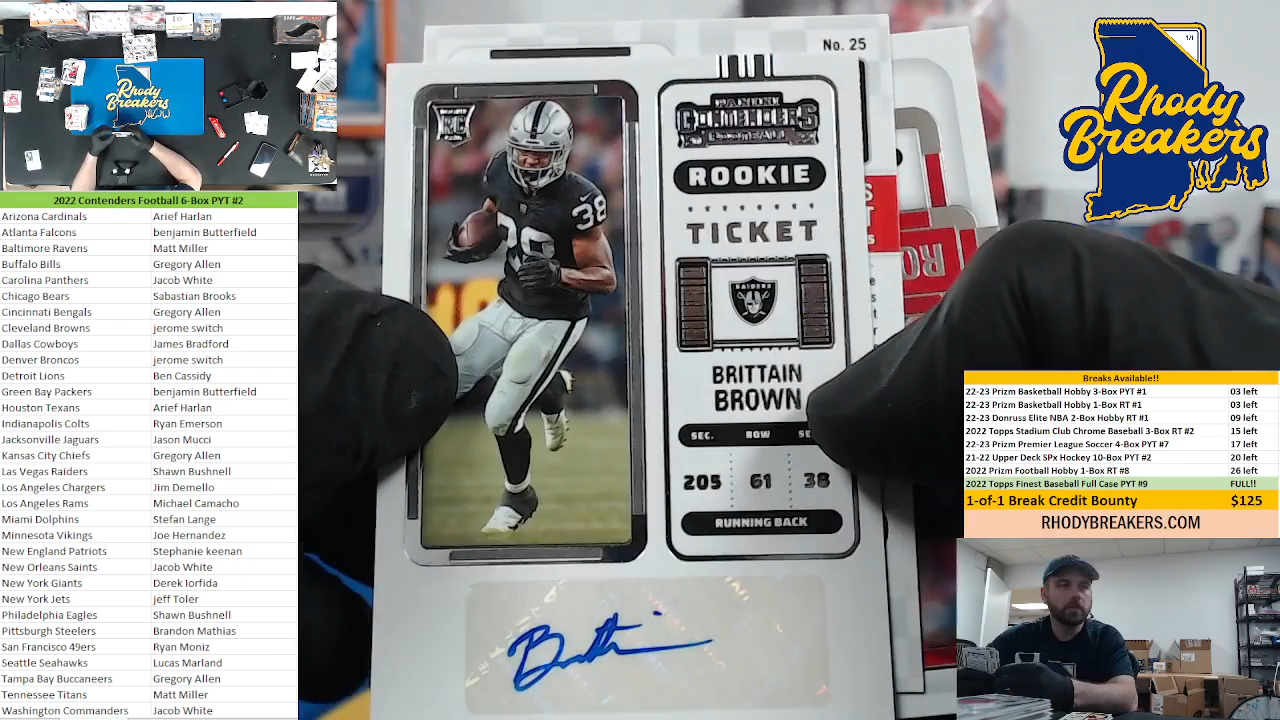 2022 Contenders Football 6-Box PYT #2
Arizona Cardinals Arief Harlan
Atlanta Falcons benjamin Butterfield
Baltimore Ravens Matt Miller
Buffalo Bills Gregory Allen
Carolina Panthers Jacob White
Chicago Bears Sabastian Brooks
Cincinnati Bengals Gregory Allen
Cleveland Browns jerome switch
Dallas Cowboys James Bradford
Denver Broncos jerome switch
Detroit Lions Ben Cassidy
Green Bay Packers benjamin Butterfield
Houston Texans Arief Harlan
Indianapolis Colts Ryan Emerson
Jacksonville Jaguars Jason Mucci
Kansas City Chiefs Gregory Allen
Las Vegas Raiders Shawn Bushnell
Los Angeles Chargers Jim Demello
Los Angeles Rams Michael Camacho
Miami Dolphins Stefan Lange
Minnesota Vikings Joe Hernandez
New England Patriots Stephanie keenan
New Orleans Saints Jacob White
New York Giants Derek Iorfida
New York Jets jeff Toler
Philadelphia Eagles Shawn Bushnell
Pittsburgh Steelers Brandon Mathias
San Francisco 49ers Ryan Moniz
Seattle Seahawks Lucas Marland
Tampa Bay Buccaneers Gregory Allen
Tennessee Titans Matt Miller
Washington Commanders Jacob White
Rhody
Breakers
No. 25
RC
38
38
PANINI
CONTENDERS
FOOTBALL
ROOKIE
TICKET
RAIDERS
BRITTAIN
BROWN
SEC. ROW SE
205 61 38
RUNNING BACK
RO
1/1
Rhody
Breakers
Breaks Available!!
22-23 Prizm Basketball Hobby 3-Box PYT #1 03 left
22-23 Prizm Basketball Hobby 1-Box RT #1 03 left
22-23 Donruss Elite NBA 2-Box Hobby RT #1 09 left
2022 Topps Stadium Club Chrome Baseball 3-Box RT #2 15 left
22-23 Prizm Premier League Soccer 4-Box PYT #7 17 left
21-22 Upper Deck SPx Hockey 10-Box PYT #2 20 left
2022 Prizm Football Hobby 1-Box RT #8 26 left
2022 Topps Finest Baseball Full Case PYT #9 FULL!!
1-of-1 Break Credit Bounty $125
RHODYBREAKERS.COM